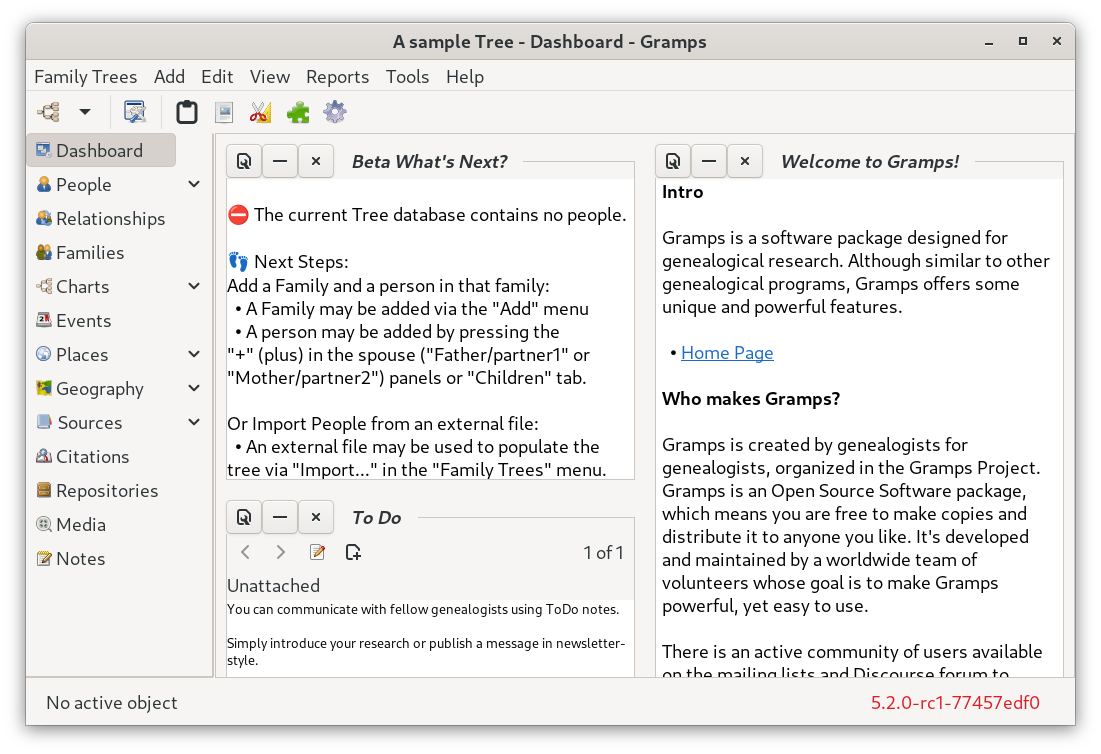 A sample Tree - Dashboard - Gramps
Family Trees Add Edit View Reports Tools Help
Dashboard
People
Relationships
Families
Charts
Events
Places
Geography
Sources
Citations
Repositories
Media
Notes
Beta What's Next?
The current Tree database contains no people.
Next Steps:
Add a Family and a person in that family:
• A Family may be added via the "Add" menu
• A person may be added by pressing the
"+" (plus) in the spouse ("Father/partner1" or
"Mother/partner2") panels or "Children" tab.
Or Import People from an external file:
• An external file may be used to populate the
tree via "Import..." in the "Family Trees" menu.
To Do
1 of 1
Unattached
You can communicate with fellow genealogists using ToDo notes.
Simply introduce your research or publish a message in newsletter-
style.
Welcome to Gramps!
Intro
Gramps is a software package designed for
genealogical research. Although similar to other
genealogical programs, Gramps offers some
unique and powerful features.
• Home Page
Who makes Gramps?
Gramps is created by genealogists for
genealogists, organized in the Gramps Project.
Gramps is an Open Source Software package,
which means you are free to make copies and
distribute it to anyone you like. It's developed
and maintained by a worldwide team of
volunteers whose goal is to make Gramps
powerful, yet easy to use.
There is an active community of users available
on the mailing lists and Discourse forum to
No active object
5.2.0-rc1-77457edf0